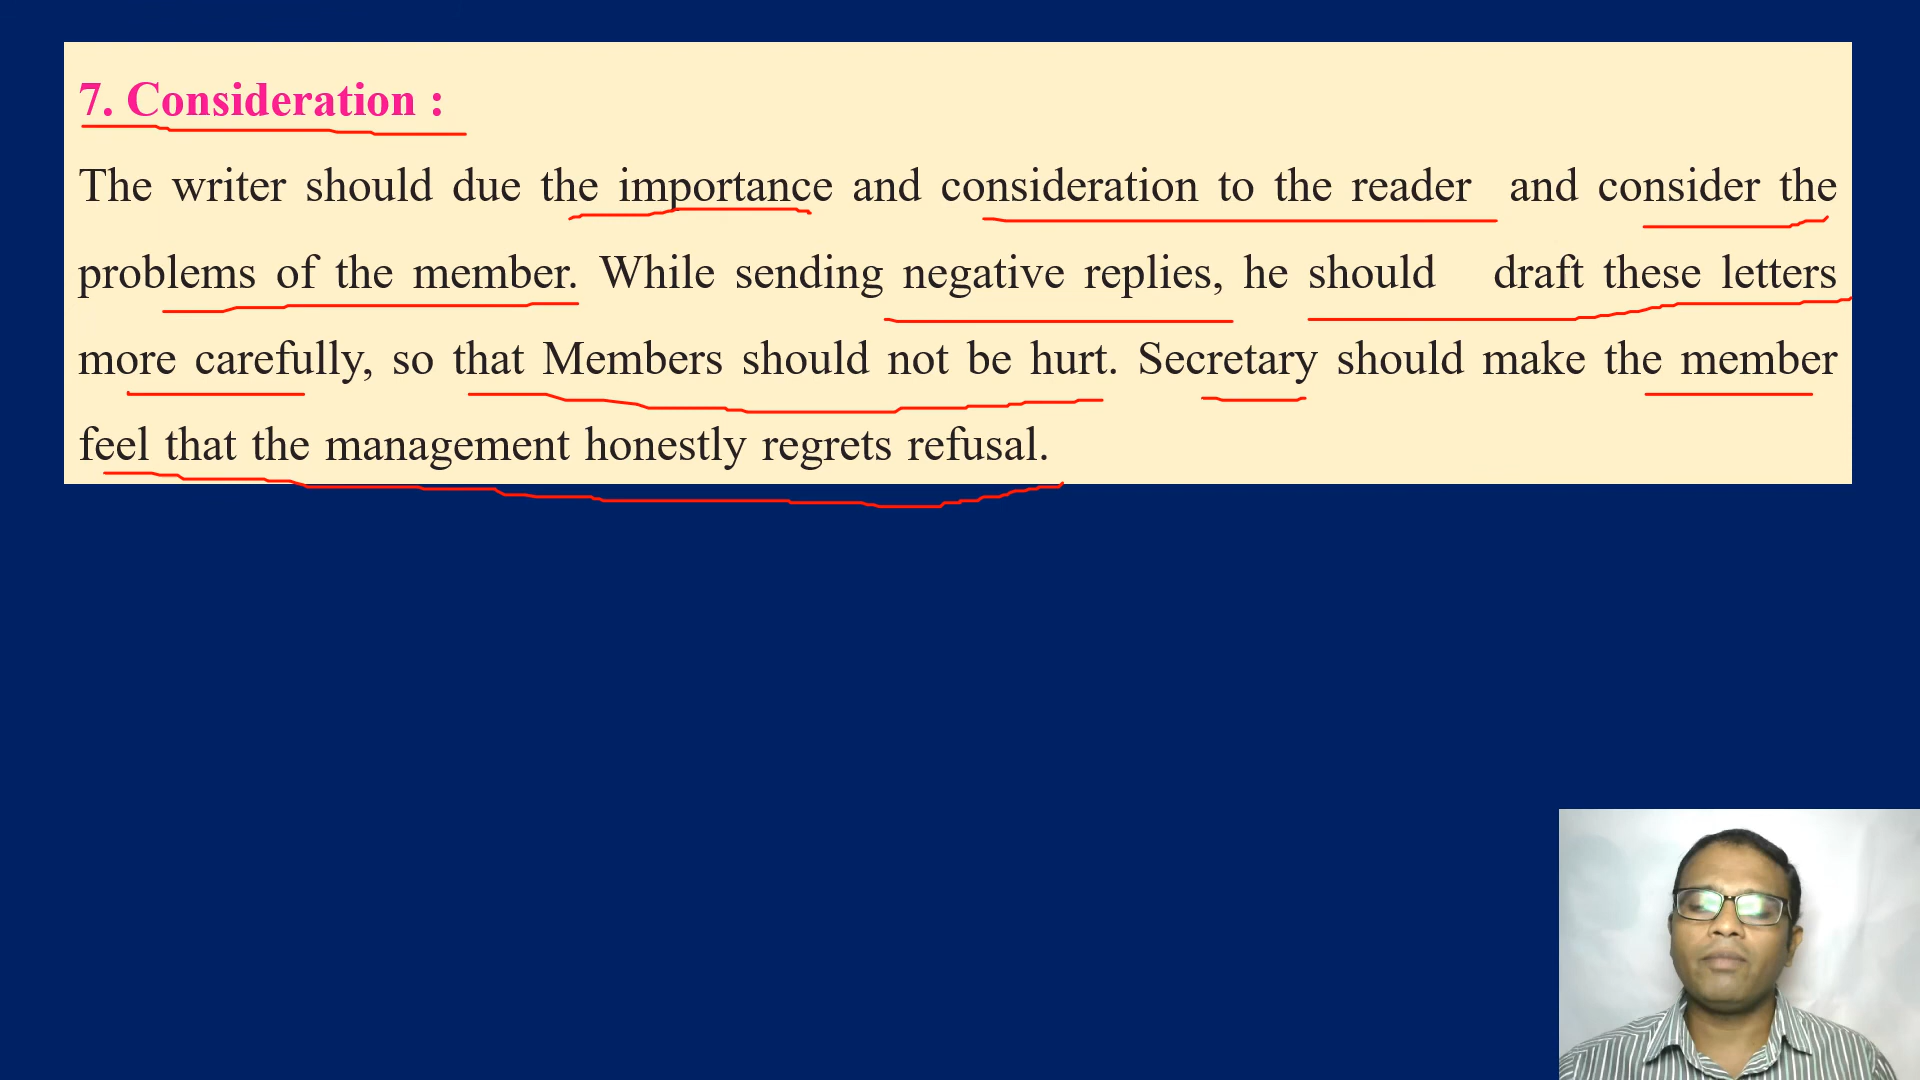 7. Consideration :
The writer should due the importance and consideration to the reader and consider the
problems of the member. While sending negative replies, he should draft these letters
more carefully, so that Members should not be hurt. Secretary should make the member
feel that the management honestly regrets refusal.